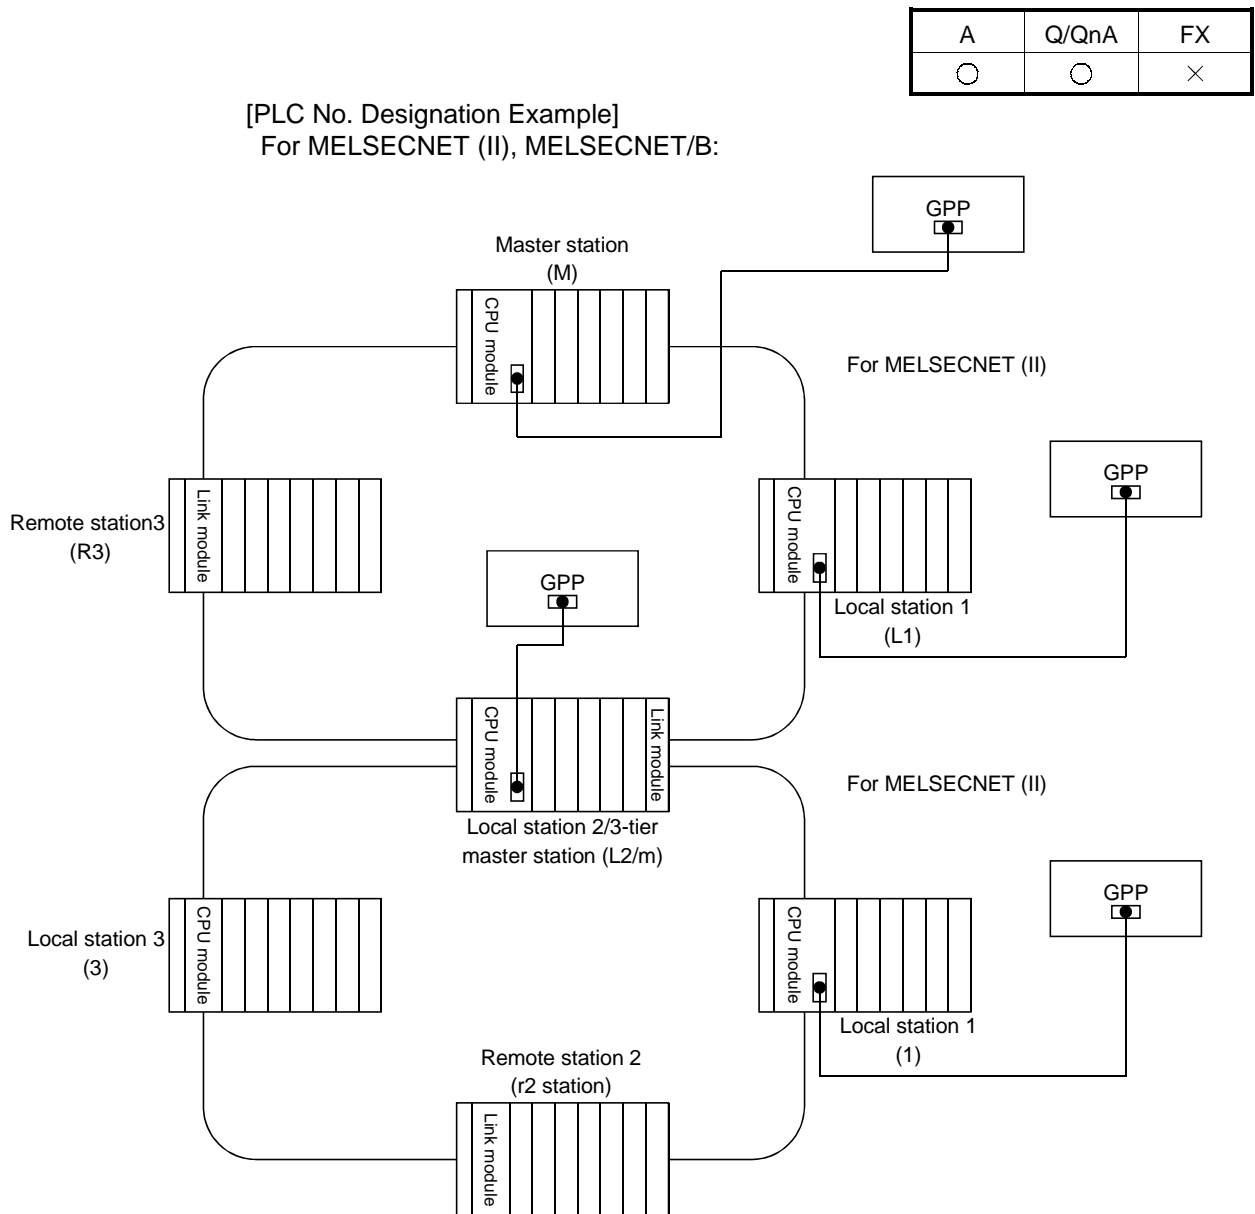 A Q/QnA FX
○ ○ ×
[PLC No. Designation Example]
For MELSECNET (II), MELSECNET/B:
GPP
Master station
(M)
CPU module
For MELSECNET (II)
GPP
Link module
CPU module
Remote station3
(R3)
GPP
Local station 1
(L1)
CPU module
Link module
For MELSECNET (II)
Local station 2/3-tier
master station (L2/m)
GPP
CPU module
CPU module
Local station 3
(3)
Local station 1
(1)
Remote station 2
(r2 station)
Link module